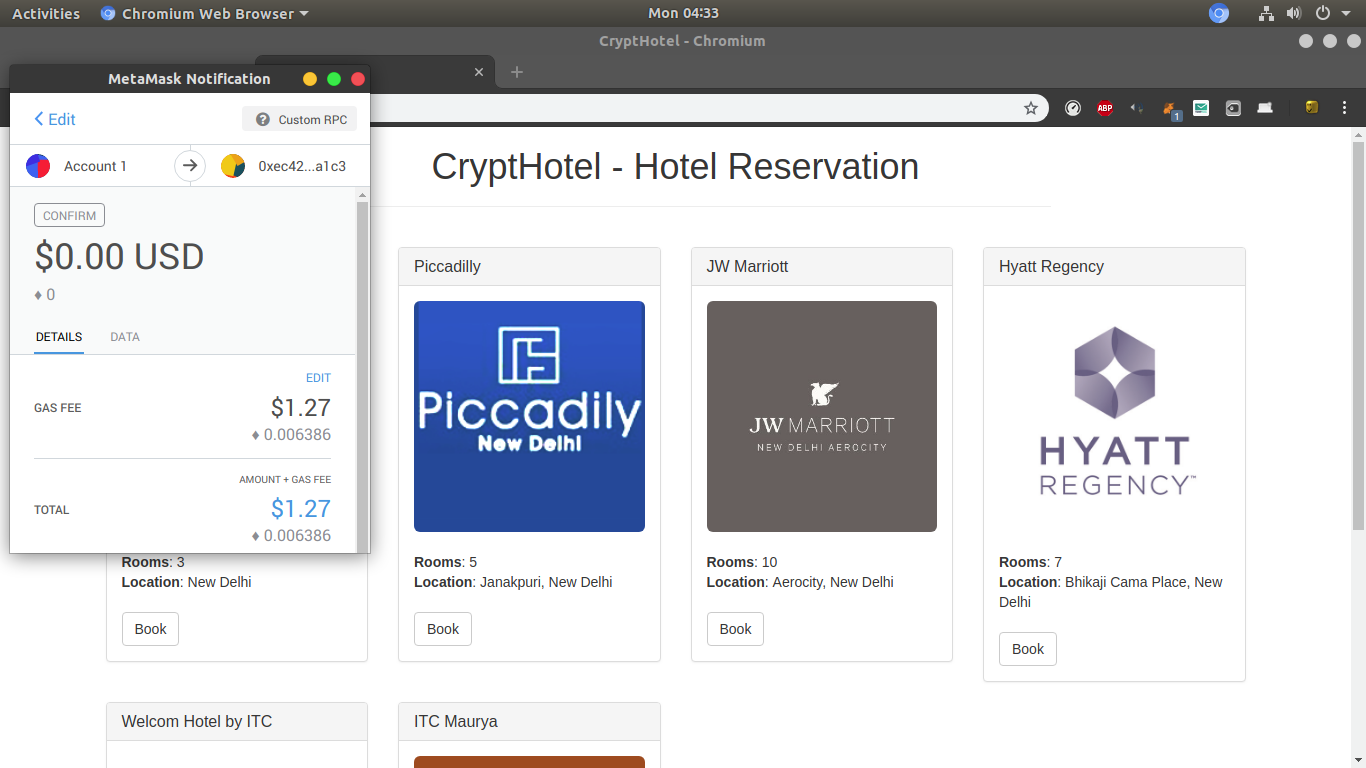 Activities
Chromium Web Browser
Mon 04:33
CryptHotel - Chromium
MetaMask Notification
Edit
Custom RPC
Account 1
0xec42...a1c3
CONFIRM
$0.00 USD
0
DETAILS
DATA
EDIT
GAS FEE
$1.27
0.006386
AMOUNT + GAS FEE
TOTAL
$1.27
0.006386
ABP
1
CryptHotel - Hotel Reservation
Rooms: 3
Location: New Delhi
Book
Piccadilly
Piccadily
New Delhi
Rooms: 5
Location: Janakpuri, New Delhi
Book
JW Marriott
JW MARRIOTT
NEW DELHI AEROCITY
Rooms: 10
Location: Aerocity, New Delhi
Book
Hyatt Regency
HYATT
REGENCY™
Rooms: 7
Location: Bhikaji Cama Place, New
Delhi
Book
Welcom Hotel by ITC
ITC Maurya